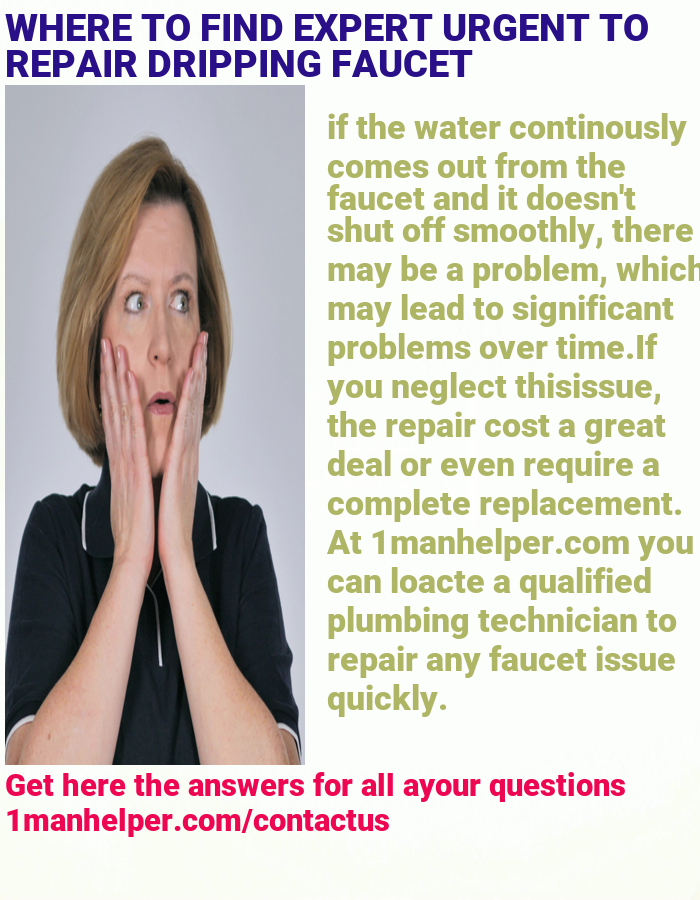 WHERE TO FIND EXPERT URGENT TO
REPAIR DRIPPING FAUCET
if the water continously
comes out from the
faucet and it doesn't
shut off smoothly, there
may be a problem, which
may lead to significant
problems over time.If
you neglect thisissue,
the repair cost a great
deal or even require a
complete replacement.
At 1manhelper.com you
can loacte a qualified
plumbing technician to
repair any faucet issue
quickly.
Get here the answers for all ayour questions
1manhelper.com/contactus